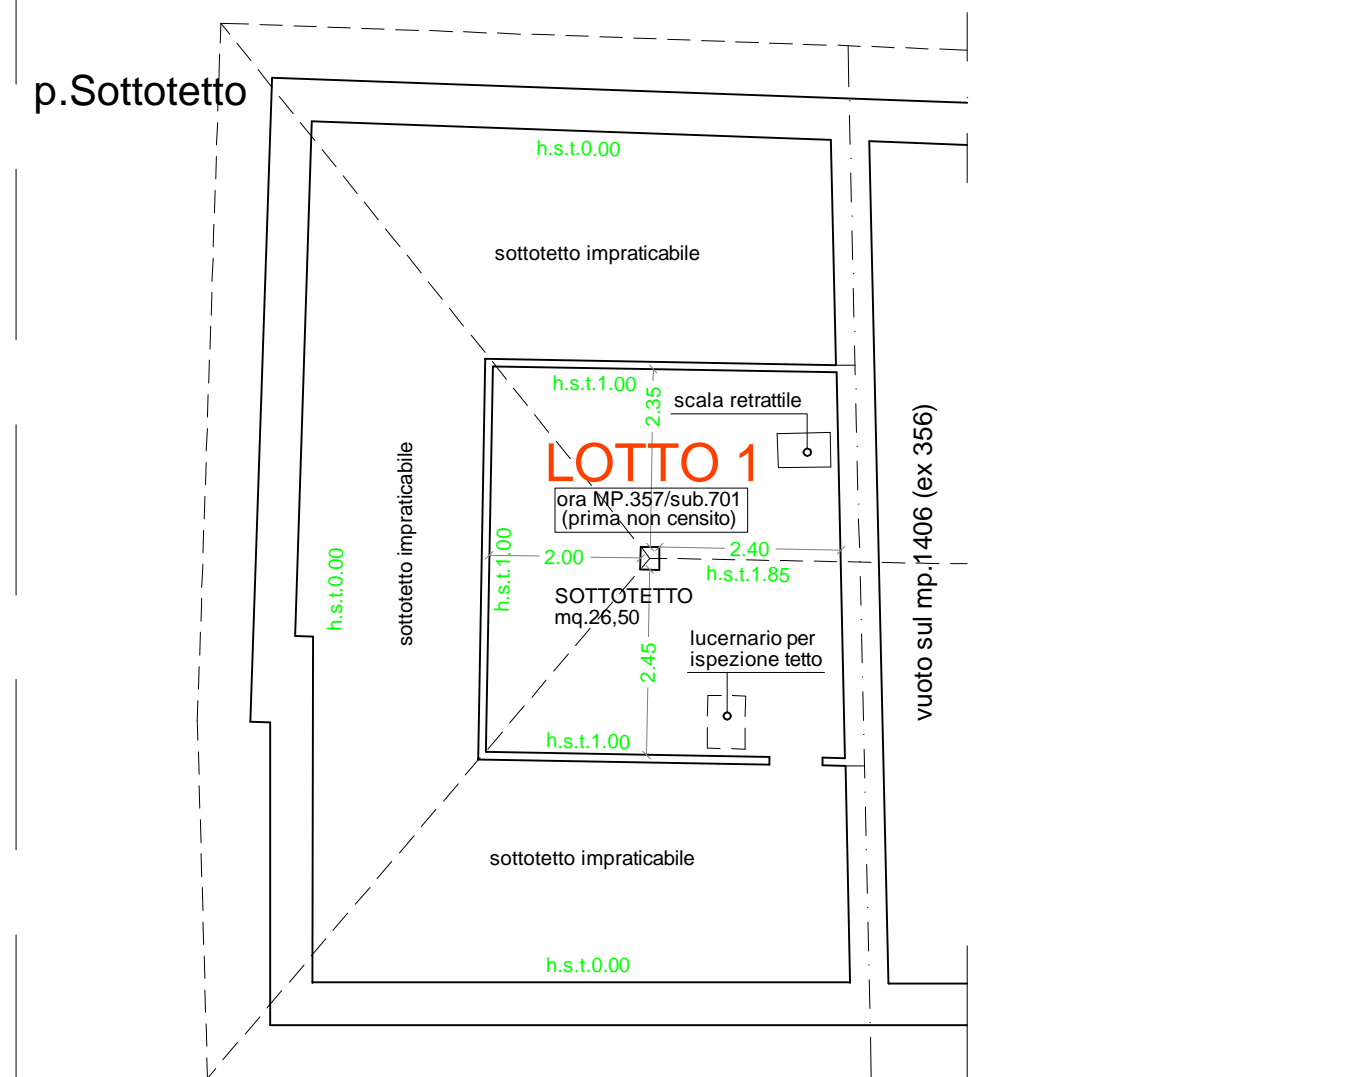 p.Sottotetto
h.s.t.0.00
sottotetto impraticabile
h.s.t.1.00
2.35
scala retrattile
LOTTO 1
ora MP.357/sub.701
(prima non censito)
sottotetto impraticabile
h.s.t.0.00
h.s.t.1.00
2.00
2.40
h.s.t.1.85
vuoto sul mp.1406 (ex 356)
SOTTOTETTO
mq.26,50
2.45
lucernario per
ispezione tetto
h.s.t.1.00
sottotetto impraticabile
h.s.t.0.00